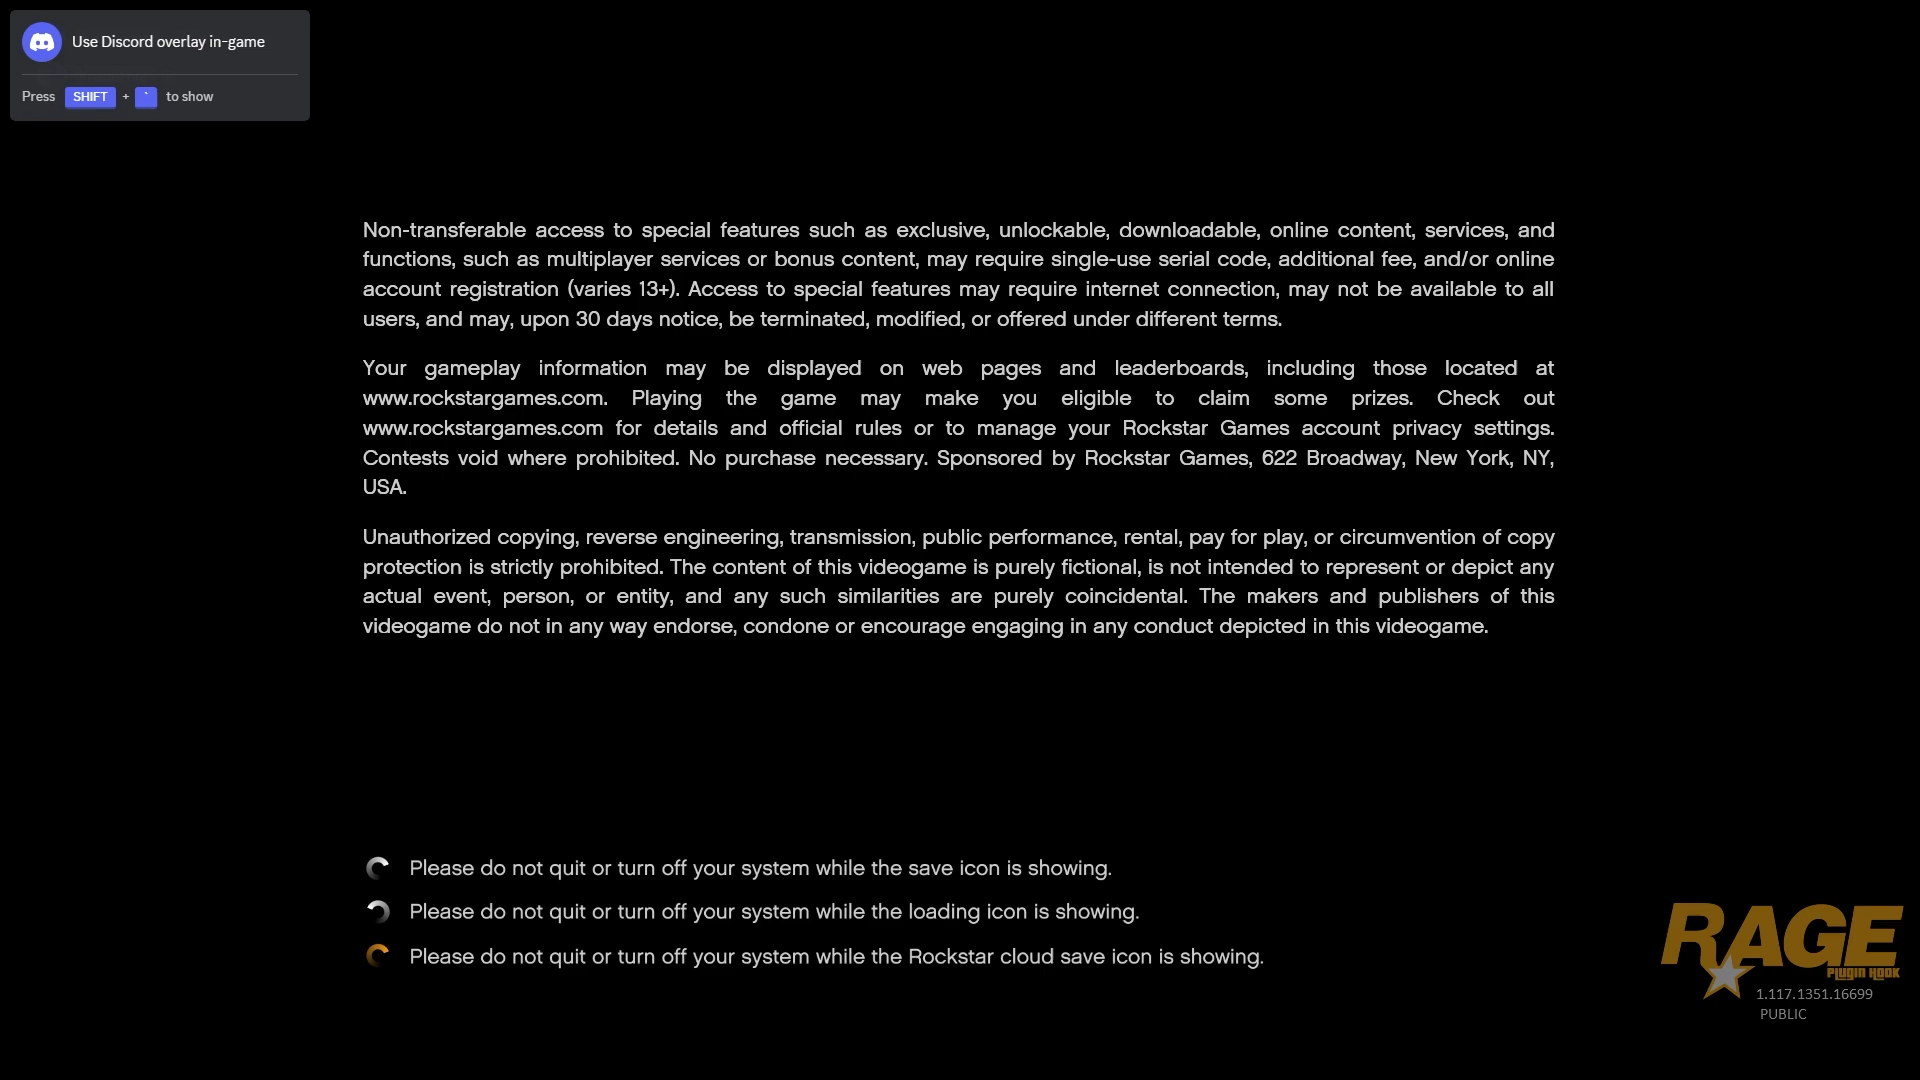 Use Discord overlay in-game
Press SHIFT + ` to show
Non-transferable access to special features such as exclusive, unlockable, downloadable, online content, services, and
functions, such as multiplayer services or bonus content, may require single-use serial code, additional fee, and/or online
account registration (varies 13+). Access to special features may require internet connection, may not be available to all
users, and may, upon 30 days notice, be terminated, modified, or offered under different terms.
Your gameplay information may be displayed on web pages and leaderboards, including those located at
www.rockstargames.com. Playing the game may make you eligible to claim some prizes. Check out
www.rockstargames.com for details and official rules or to manage your Rockstar Games account privacy settings.
Contests void where prohibited. No purchase necessary. Sponsored by Rockstar Games, 622 Broadway, New York, NY,
USA.
Unauthorized copying, reverse engineering, transmission, public performance, rental, pay for play, or circumvention of copy
protection is strictly prohibited. The content of this videogame is purely fictional, is not intended to represent or depict any
actual event, person, or entity, and any such similarities are purely coincidental. The makers and publishers of this
videogame do not in any way endorse, condone or encourage engaging in any conduct depicted in this videogame.
Please do not quit or turn off your system while the save icon is showing.
Please do not quit or turn off your system while the loading icon is showing.
Please do not quit or turn off your system while the Rockstar cloud save icon is showing.
RAGE
PLUGIN HOOK
1.117.1351.16699
PUBLIC